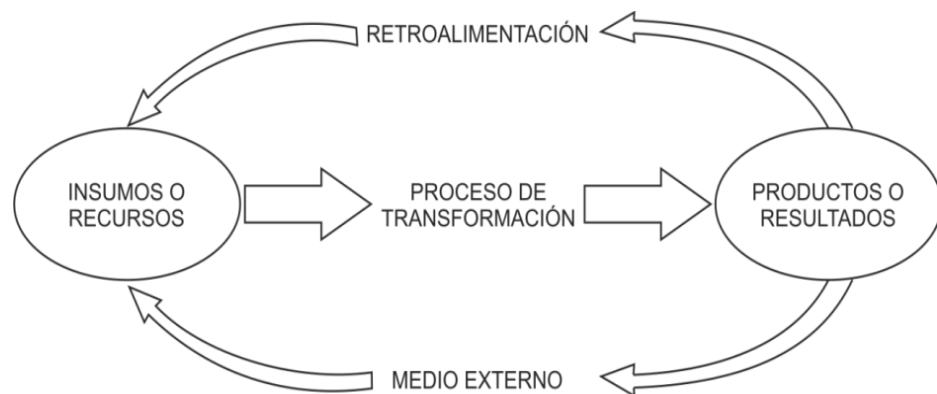 RETROALIMENTACIÓN
INSUMOS O
RECURSOS
PROCESO DE
TRANSFORMACIÓN
PRODUCTOS O
RESULTADOS
MEDIO EXTERNO